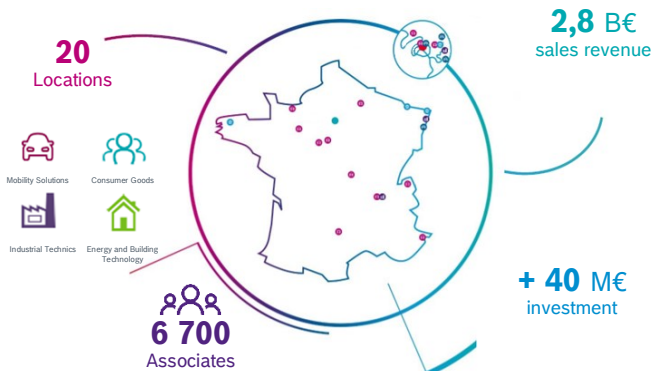 20
Locations
2,8 B€
sales revenue
Mobility Solutions
Consumer Goods
Industrial Technics
Energy and Building
Technology
+ 40 M€
investment
6 700
Associates